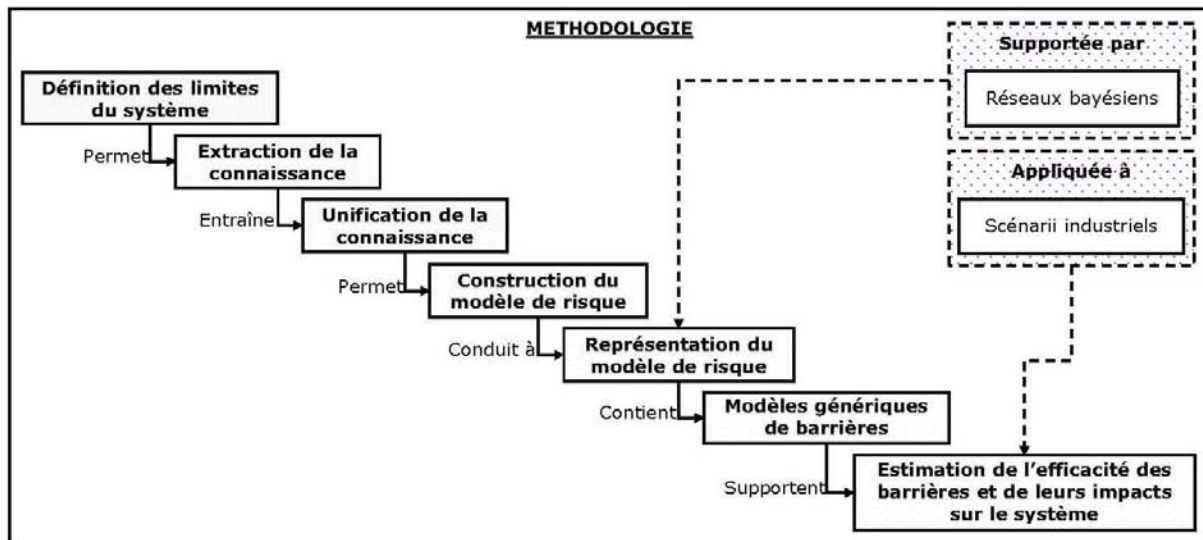 METHODOLOGIE
Supportée par
Réseaux bayésiens
Définition des limites
du système
Permet
Extraction de la
connaissance
Appliquée à
Scénarii industriels
Entraîne
Unification de la
connaissance
Permet
Construction du
modèle de risque
Conduit à
Représentation du
modèle de risque
Contient
Modèles génériques
de barrières
Supportent
Estimation de l'efficacité des
barrières et de leurs impacts
sur le système